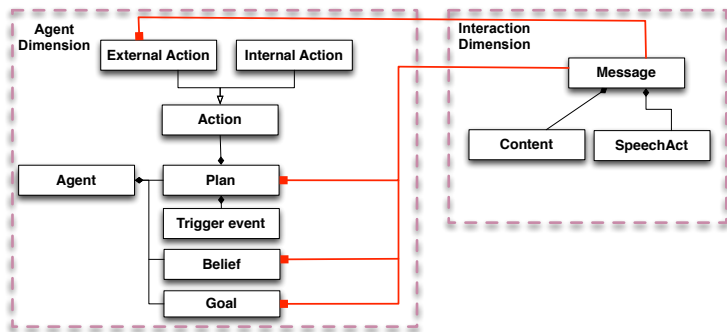 Agent
Dimension
External Action
Internal Action
Action
Agent
Plan
Trigger event
Belief
Goal
Interaction
Dimension
Message
Content
SpeechAct